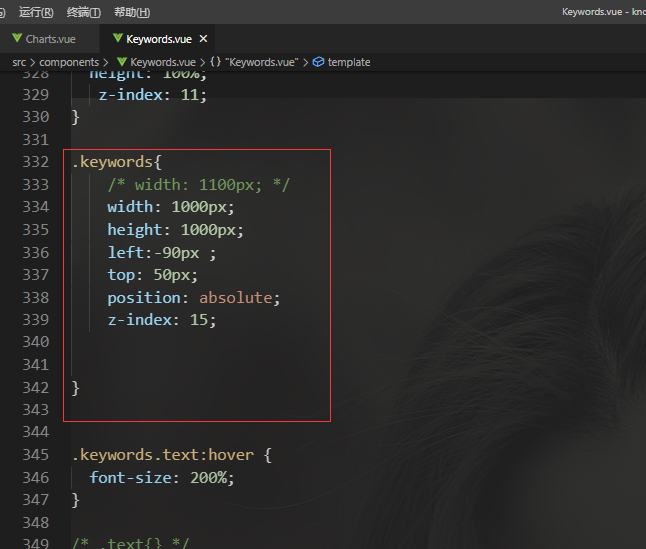 运行(R) 终端(T) 帮助(H) Keywords.vue - kno
Charts.vue Keywords.vue ×
src > components > Keywords.vue > {} "Keywords.vue" > template
328 height: 100%;
329 z-index: 11;
330 }
331
332 .keywords{
333 /* width: 1100px; */
334 width: 1000px;
335 height: 1000px;
336 left:-90px ;
337 top: 50px;
338 position: absolute;
339 z-index: 15;
340
341
342 }
343
344
345 .keywords.text:hover {
346 font-size: 200%;
347 }
348
349 /* .text{} */